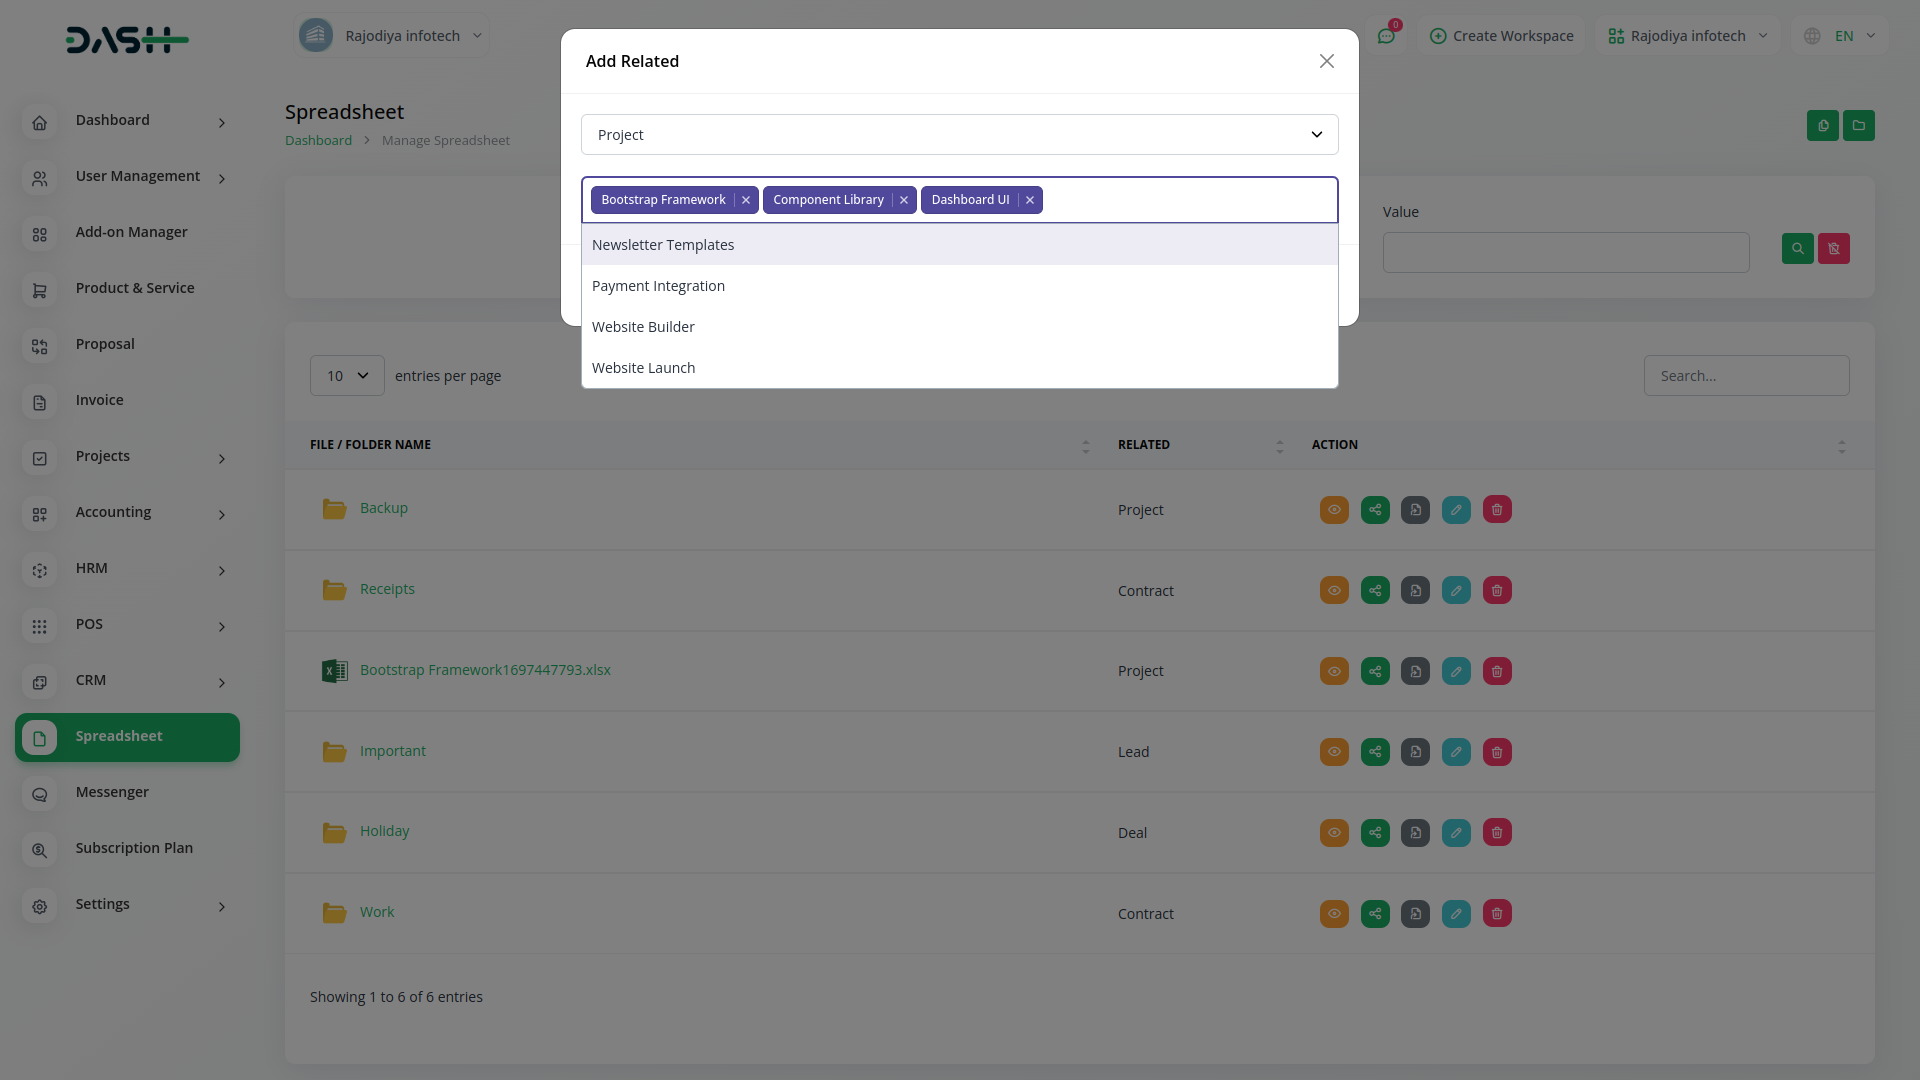 DASH
Rajodiya infotech
0
Create Workspace
Rajodiya infotech
EN
Add Related
Project
Bootstrap Framework
Component Library
Dashboard UI
Newsletter Templates
Payment Integration
Website Builder
Website Launch
Dashboard
User Management
Add-on Manager
Product & Service
Proposal
Invoice
Projects
Accounting
HRM
POS
CRM
Spreadsheet
Messenger
Subscription Plan
Settings
Spreadsheet
Dashboard > Manage Spreadsheet
Value
10 entries per page
Search...
FILE / FOLDER NAME RELATED ACTION
Backup Project
Receipts Contract
Bootstrap Framework1697447793.xlsx Project
Important Lead
Holiday Deal
Work Contract
Showing 1 to 6 of 6 entries